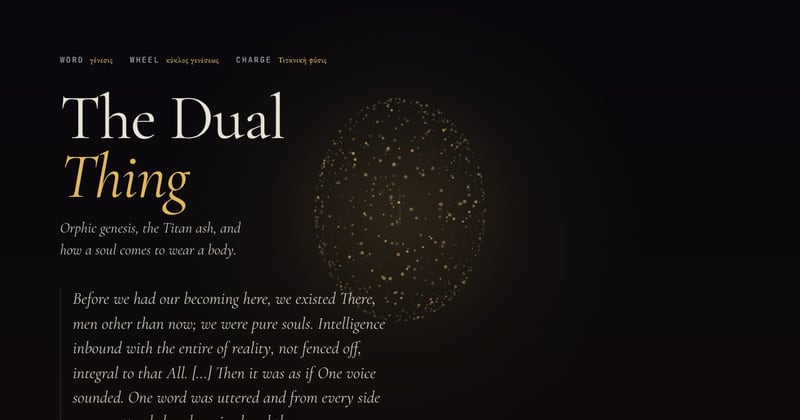 WORD γένεσις WHEEL κύκλος γενέσεως CHARGE Τιτανικὴ φύσις
The Dual
Thing
Orphic genesis, the Titan ash, and
how a soul comes to wear a body.
Before we had our becoming here, we existed There,
men other than now; we were pure souls. Intelligence
inbound with the entire of reality, not fenced off,
integral to that All. [...] Then it was as if One voice
sounded. One word was uttered and from every side